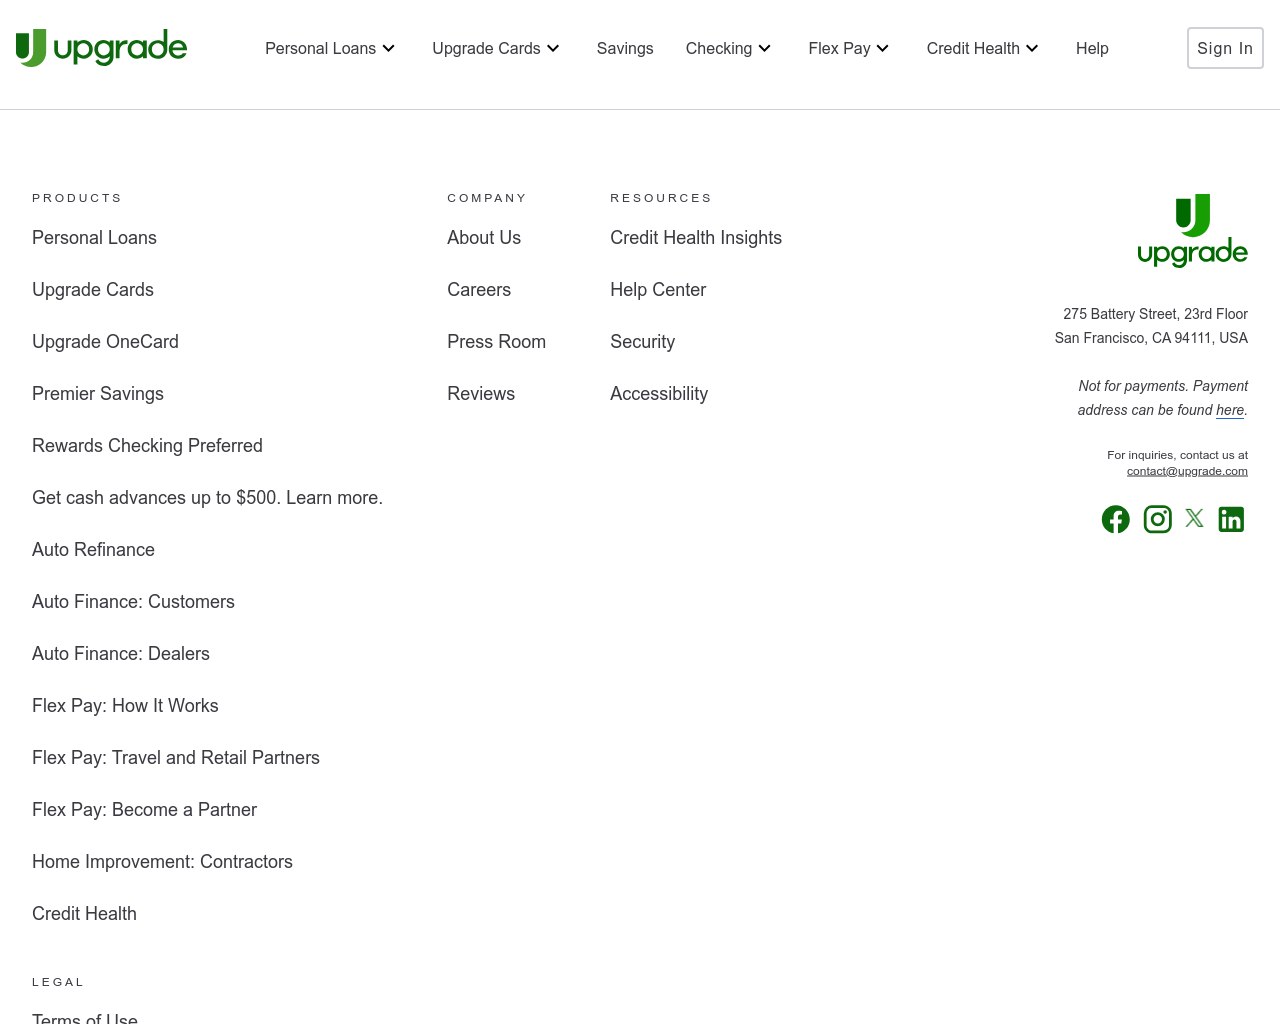 upgrade
Personal Loans
Upgrade Cards
Savings
Checking
Flex Pay
Credit Health
Help
Sign In
PRODUCTS
Personal Loans
Upgrade Cards
Upgrade OneCard
Premier Savings
Rewards Checking Preferred
Get cash advances up to $500. Learn more.
Auto Refinance
Auto Finance: Customers
Auto Finance: Dealers
Flex Pay: How It Works
Flex Pay: Travel and Retail Partners
Flex Pay: Become a Partner
Home Improvement: Contractors
Credit Health
COMPANY
About Us
Careers
Press Room
Reviews
RESOURCES
Credit Health Insights
Help Center
Security
Accessibility
upgrade
275 Battery Street, 23rd Floor
San Francisco, CA 94111, USA
Not for payments. Payment
address can be found here.
For inquiries, contact us at
contact@upgrade.com
LEGAL
Terms of Use